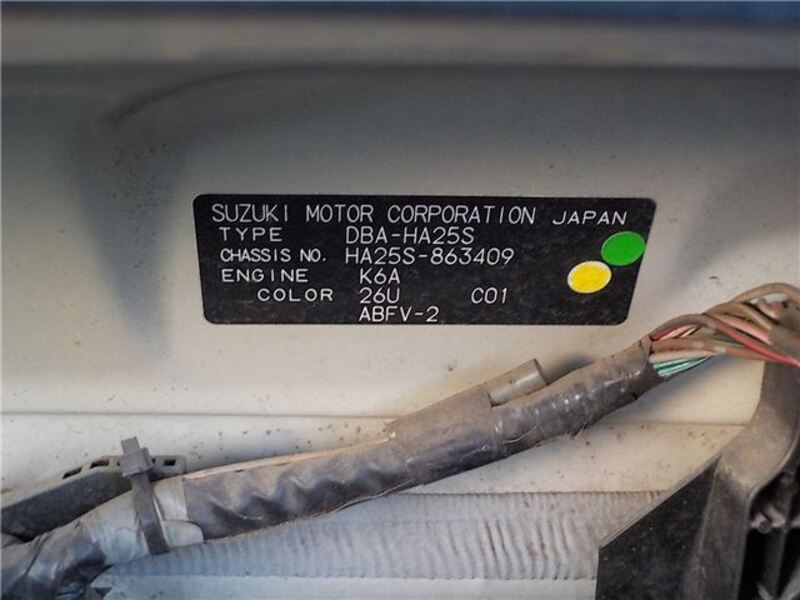 SUZUKI MOTOR CORPORATION JAPAN
TYPE DBA-HA25S
CHASSIS NO. HA25S-863409
ENGINE K6A
COLOR 26U C01
ABFV-2